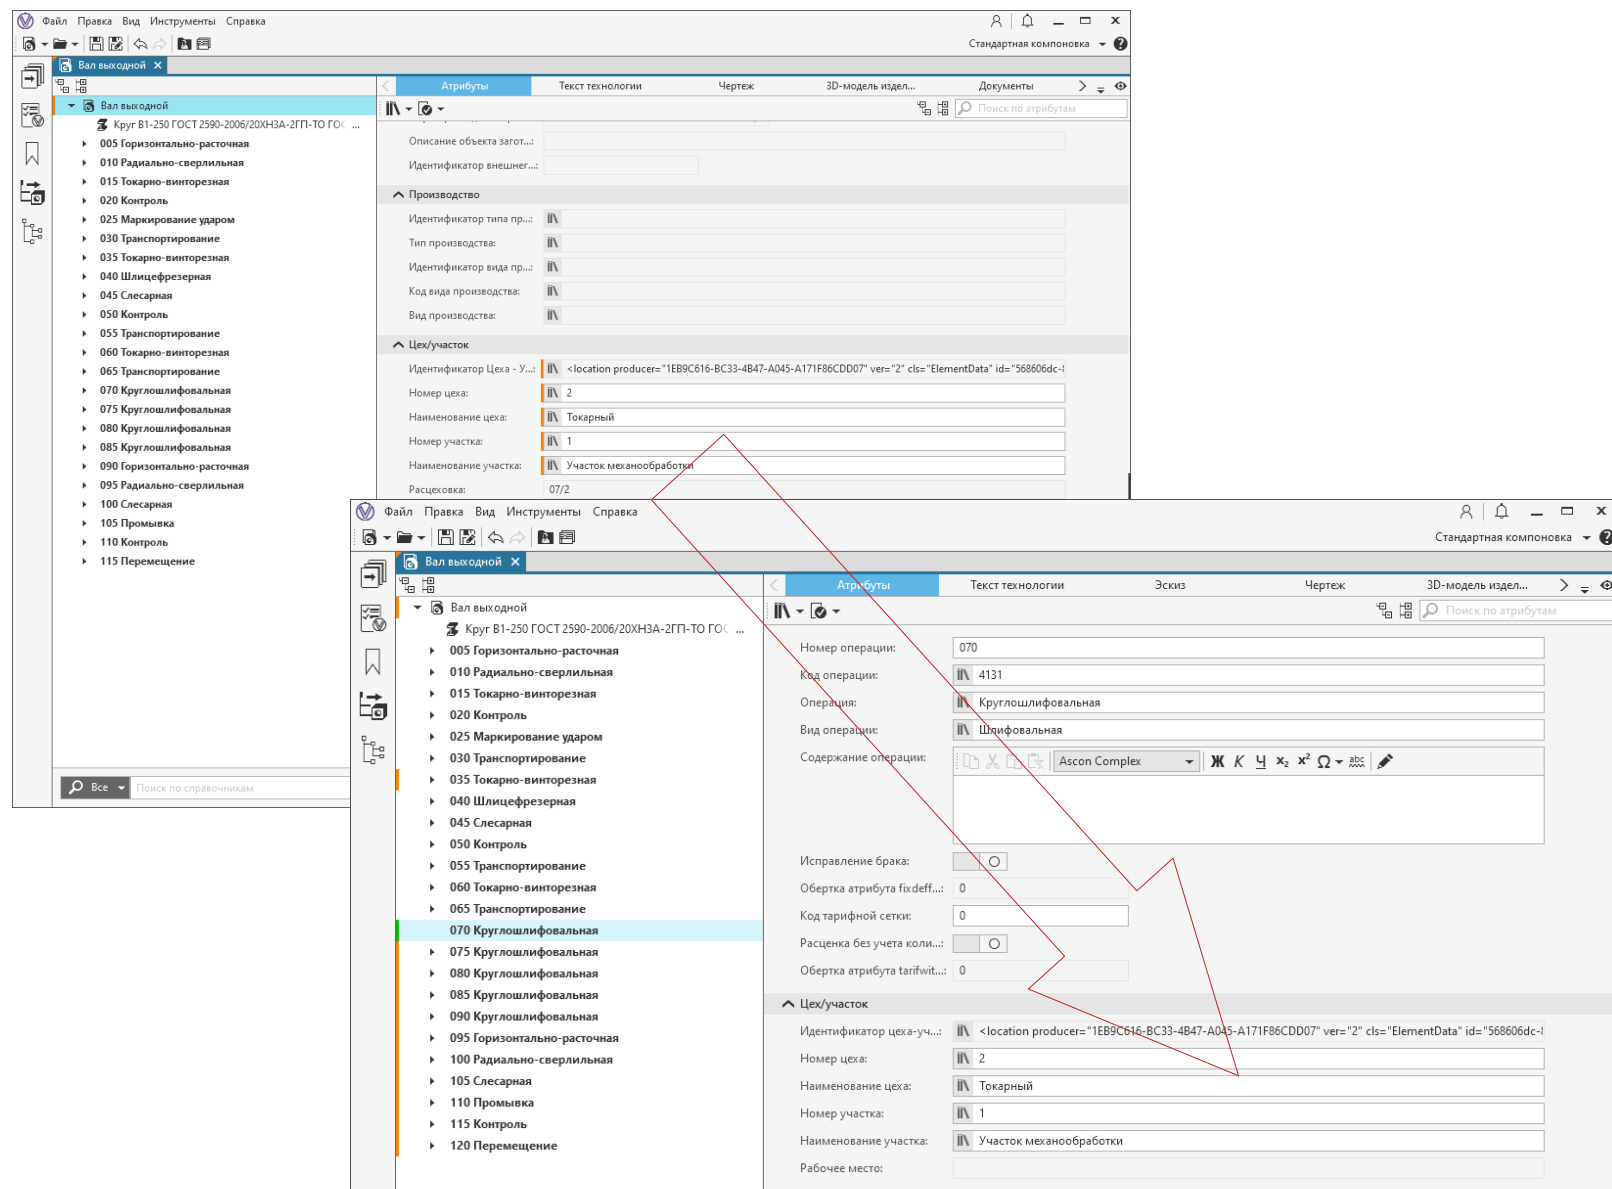 Файл Правка Вид Инструменты Справка
Стандартная компоновка
Вал выходной
Атрибуты Текст технологии Чертеж 3D-модель издел... Документы
Поиск по атрибутам
Вал выходной
Круг В1-250 ГОСТ 2590-2006/20ХН3А-2ГП-ТО ГОС ...
005 Горизонтально-расточная
010 Радиально-сверлильная
015 Токарно-винторезная
020 Контроль
025 Маркирование ударом
030 Транспортирование
035 Токарно-винторезная
040 Шлицефрезерная
045 Слесарная
050 Контроль
055 Транспортирование
060 Токарно-винторезная
065 Транспортирование
070 Круглошлифовальная
075 Круглошлифовальная
080 Круглошлифовальная
085 Круглошлифовальная
090 Горизонтально-расточная
095 Радиально-сверлильная
100 Слесарная
105 Промывка
110 Контроль
115 Перемещение
Все Поиск по справочникам
Описание объекта загот...:
Идентификатор внешнег...:
Производство
Идентификатор типа пр...:
Тип производства:
Идентификатор вида пр...:
Код вида производства:
Вид производства:
Цех/участок
Идентификатор Цеха - У...: <location producer="1EB9C616-BC33-4B47-A045-A171F86CDD07" ver="2" cls="ElementData" id="568606dc-
Номер цеха: 2
Наименование цеха: Токарный
Номер участка: 1
Наименование участка: Участок механообработки
Расцеховка: 07/2
Файл Правка Вид Инструменты Справка
Стандартная компоновка
Вал выходной
Атрибуты Текст технологии Эскиз Чертеж 3D-модель издел...
Поиск по атрибутам
Вал выходной
Круг В1-250 ГОСТ 2590-2006/20ХН3А-2ГП-ТО ГОС ...
005 Горизонтально-расточная
010 Радиально-сверлильная
015 Токарно-винторезная
020 Контроль
025 Маркирование ударом
030 Транспортирование
035 Токарно-винторезная
040 Шлицефрезерная
045 Слесарная
050 Контроль
055 Транспортирование
060 Токарно-винторезная
065 Транспортирование
070 Круглошлифовальная
075 Круглошлифовальная
080 Круглошлифовальная
085 Круглошлифовальная
090 Круглошлифовальная
095 Горизонтально-расточная
100 Радиально-сверлильная
105 Слесарная
110 Промывка
115 Контроль
120 Перемещение
Номер операции: 070
Код операции: 4131
Операция: Круглошлифовальная
Вид операции: Шлифовальная
Содержание операции: Ascon Complex Ж К Ч x₂ x² Ω abc
Исправление брака:
Обертка атрибута fixdeff...: 0
Код тарифной сетки: 0
Расценка без учета коли...:
Обертка атрибута tarifwit...: 0
Цех/участок
Идентификатор цеха-уч...: <location producer="1EB9C616-BC33-4B47-A045-A171F86CDD07" ver="2" cls="ElementData" id="568606dc-
Номер цеха: 2
Наименование цеха: Токарный
Номер участка: 1
Наименование участка: Участок механообработки
Рабочее место: